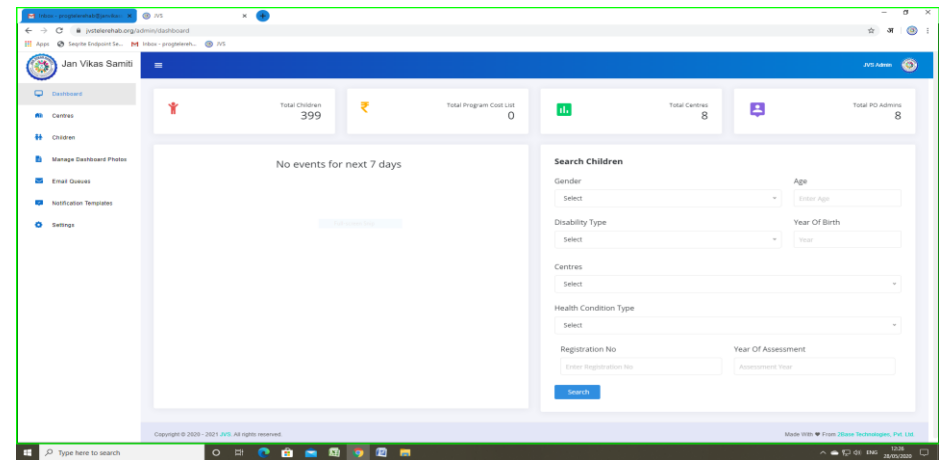 Inbox - progtelerehab@janvika
JVS
jvstelerehab.org/admin/dashboard
अ
Apps
Seqrite Endpoint Se...
Inbox - progtelereh...
JVS
Jan Vikas Samiti
JVS Admin
Dashboard
Centres
Children
Manage Dashboard Photos
Email Queues
Notification Templates
Settings
Total Children
399
Total Program Cost List
0
Total Centres
8
Total PO Admins
8
No events for next 7 days
Search Children
Gender
Age
Select
Enter Age
Disability Type
Year Of Birth
Select
Year
Centres
Select
Health Condition Type
Select
Registration No
Year Of Assessment
Enter Registration No
Assessment Year
Search
Copyright © 2020 - 2021 JVS. All rights reserved.
Made With ♥ From 2Base Technologies, Pvt. Ltd.
Type here to search
ENG
12:26
28/05/2020